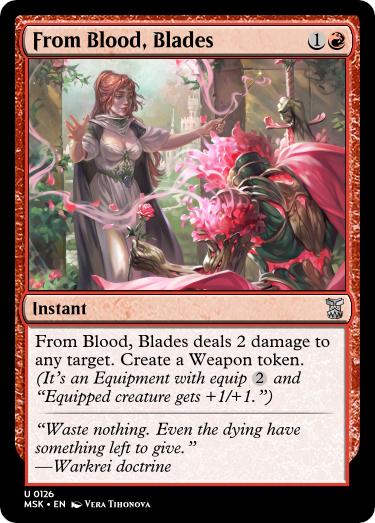 From Blood, Blades 1
Instant
From Blood, Blades deals 2 damage to
any target. Create a Weapon token.
(It's an Equipment with equip 2 and
“Equipped creature gets +1/+1.”)
“Waste nothing. Even the dying have
something left to give.”
—Warkrei doctrine
U 0126
MSK • EN Vera Tihonova